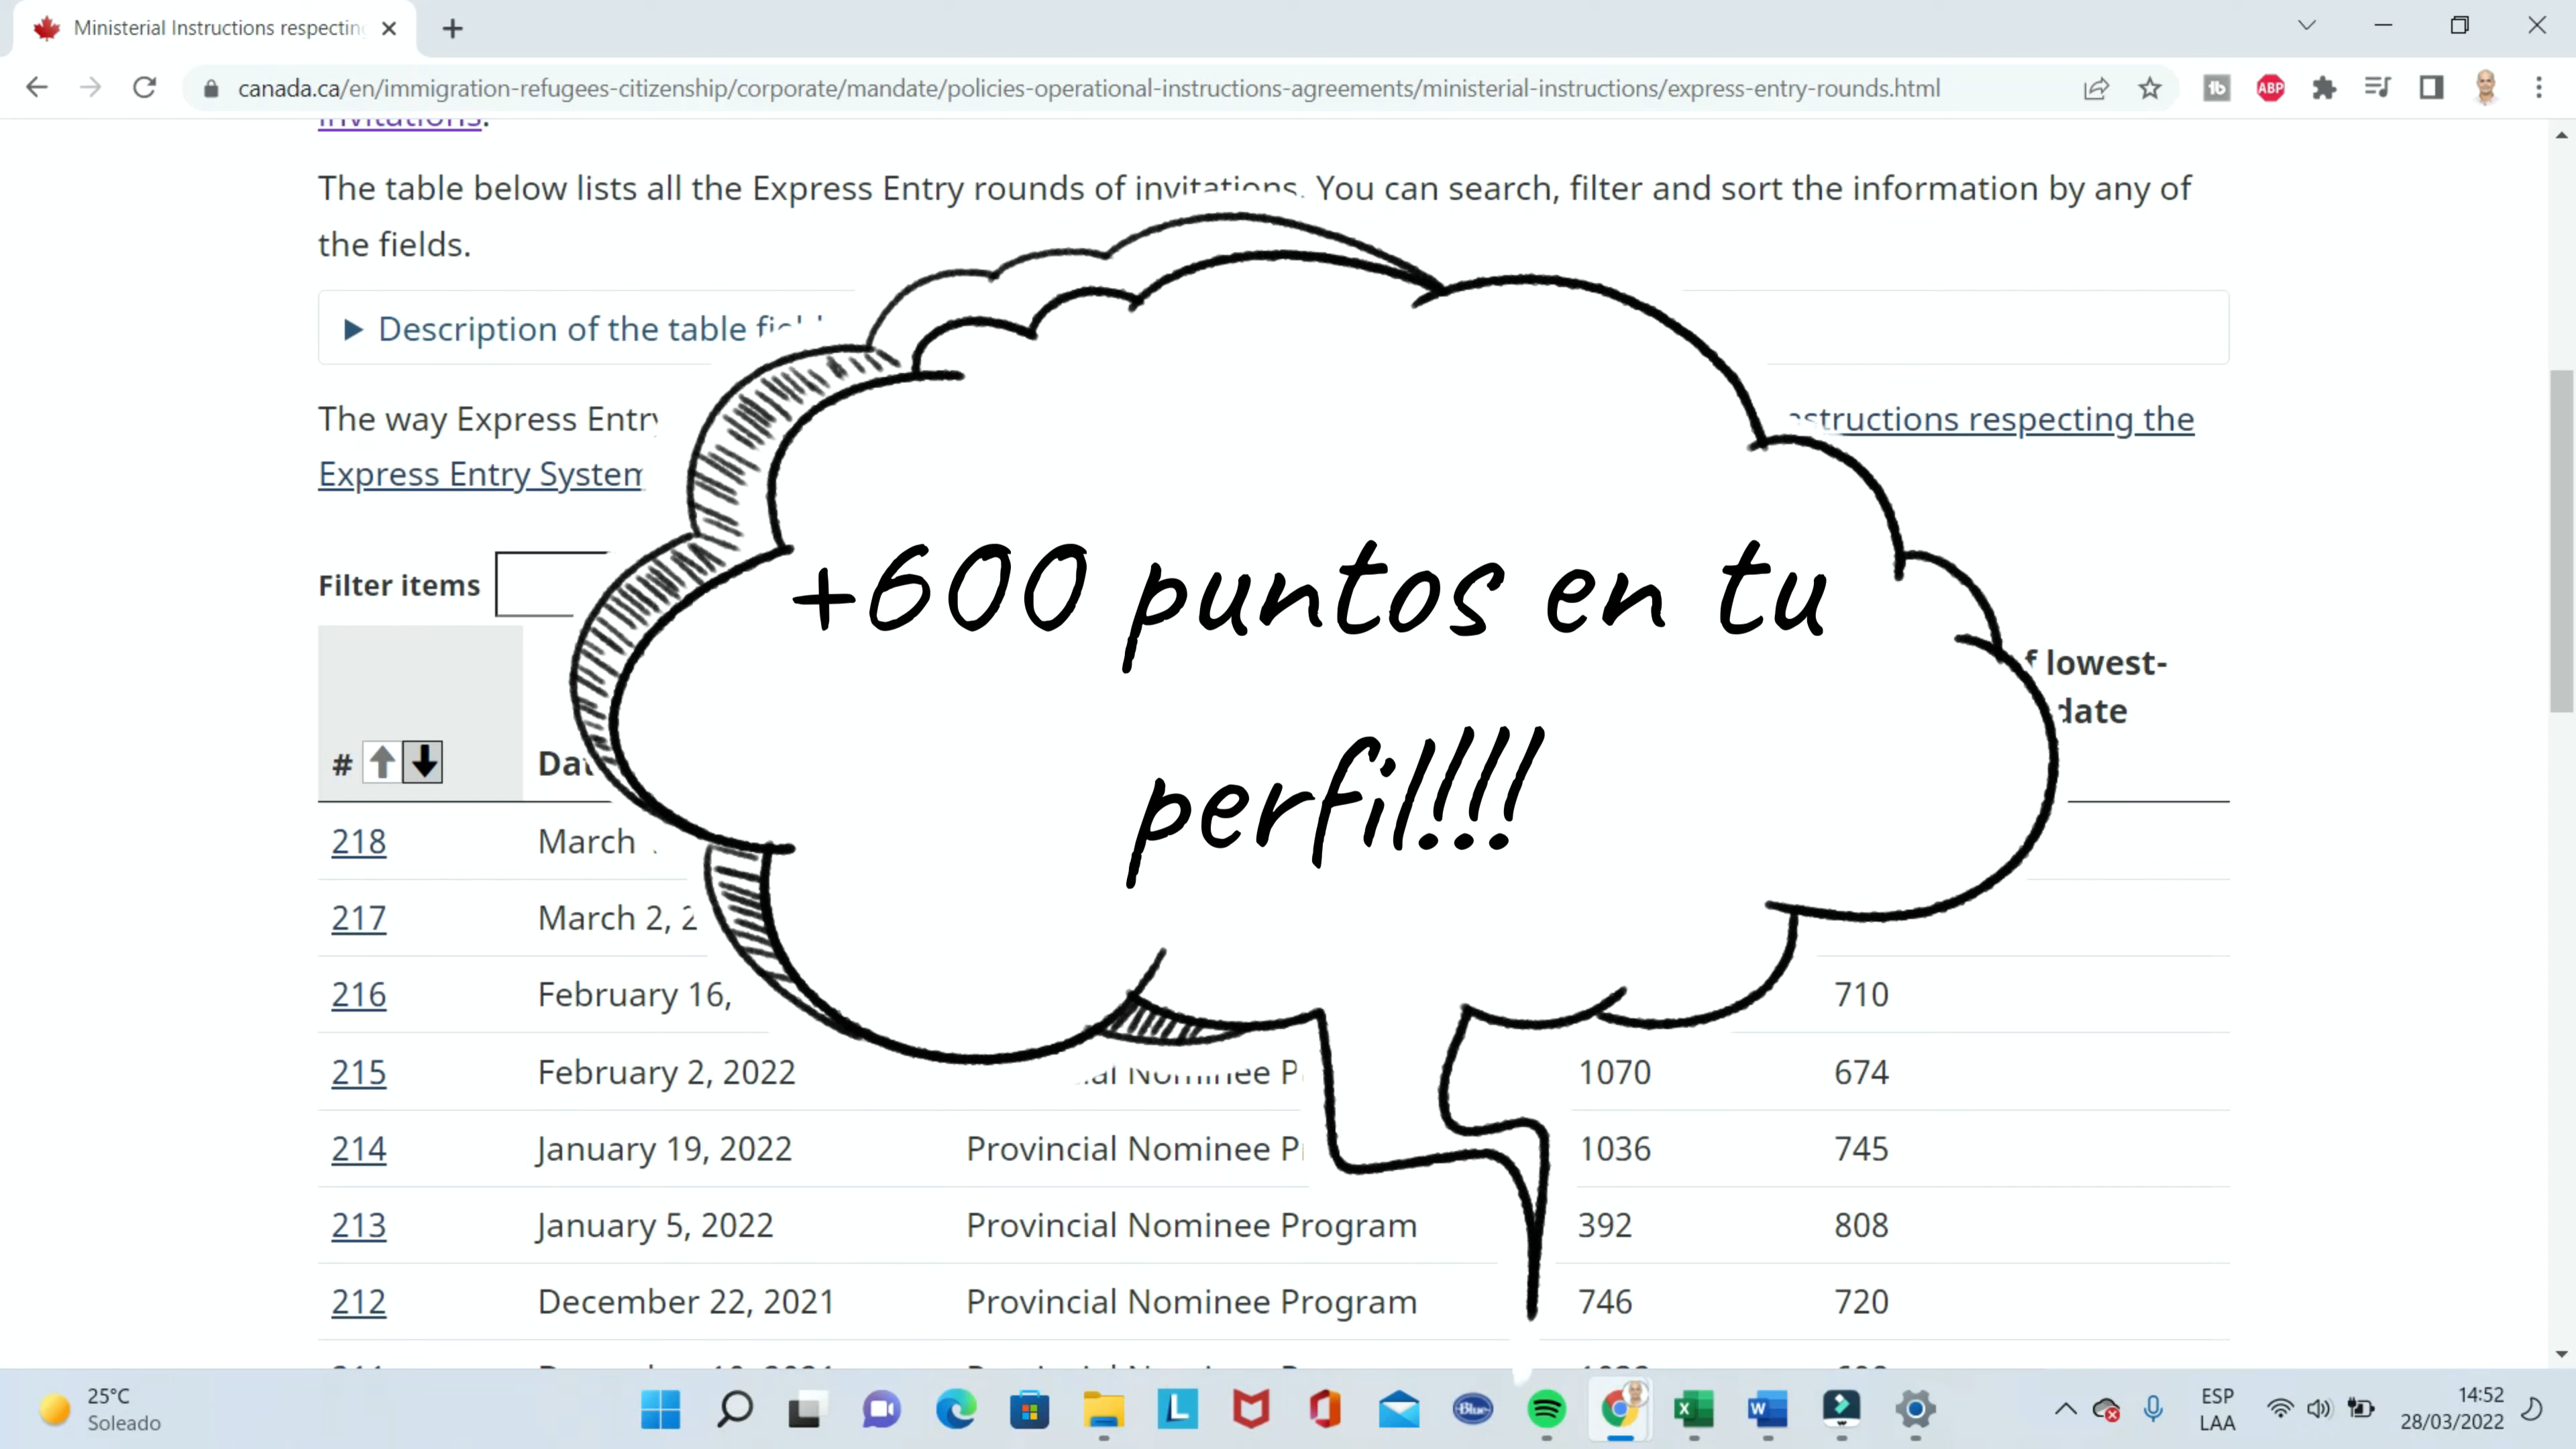 Ministerial Instructions respecting
canada.ca/en/immigration-refugees-citizenship/corporate/mandate/policies-operational-instructions-agreements/ministerial-instructions/express-entry-rounds.html
ABP
invitations.
The table below lists all the Express Entry rounds of invitations. You can search, filter and sort the information by any of
the fields.
Description of the table
The way Express Entry
instructions respecting the
Express Entry System
+600 puntos en tu
perfil!!!!
Filter items
lowest-
#
218 March
217 March 2,
216 February 16, 710
215 February 2, 2022 Nominee 1070 674
214 January 19, 2022 Provincial Nominee 1036 745
213 January 5, 2022 Provincial Nominee Program 392 808
212 December 22, 2021 Provincial Nominee Program 746 720
25°C
Soleado
L
Blue
X
W
ESP
LAA
14:52
28/03/2022